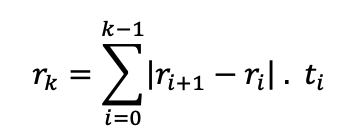 r_k = \sum_{i=0}^{k-1} |r_{i+1} - r_i| . t_i